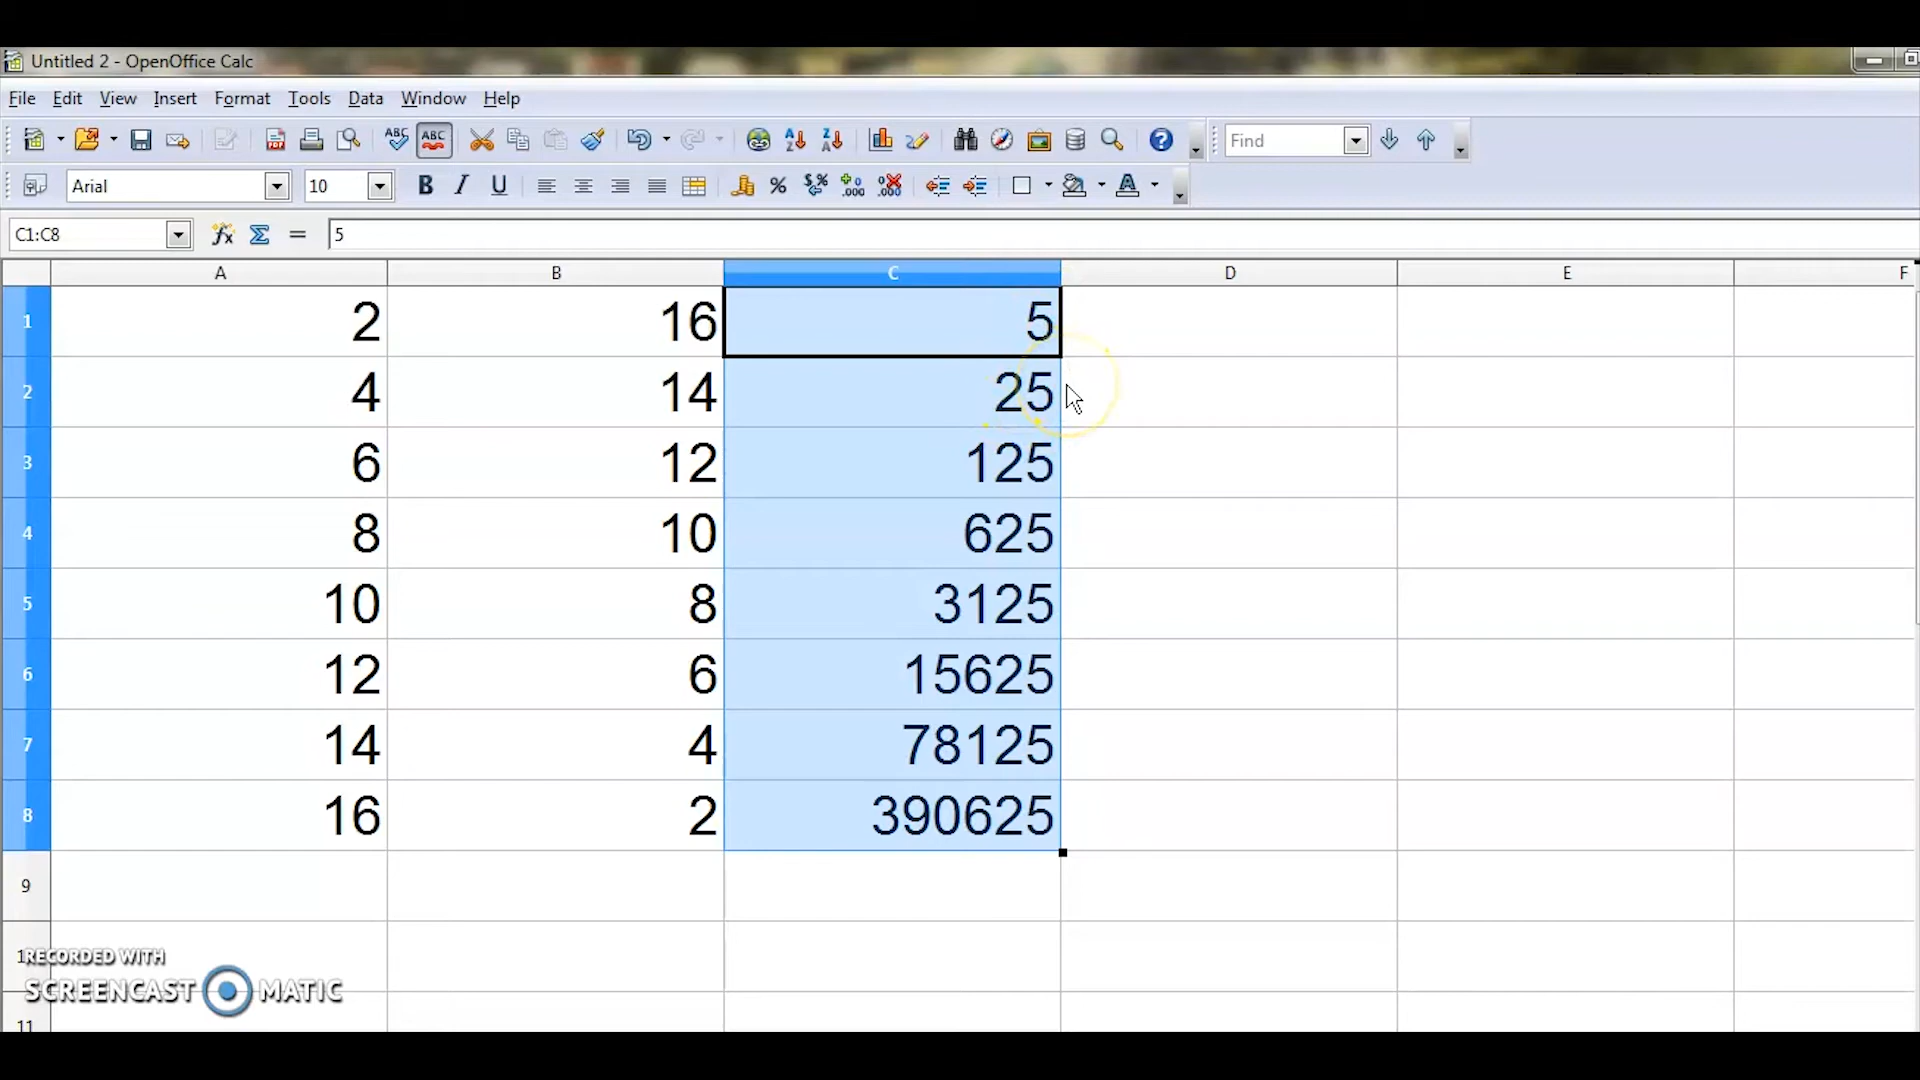 Untitled 2 - OpenOffice Calc
File Edit View Insert Format Tools Data Window Help
ABC ABC Find
Arial 10
C1:C8 5
A B C D E F
1 2 16 5
2 4 14 25
3 6 12 125
4 8 10 625
5 10 8 3125
6 12 6 15625
7 14 4 78125
8 16 2 390625
9
RECORDED WITH
SCREENCAST MATIC
11